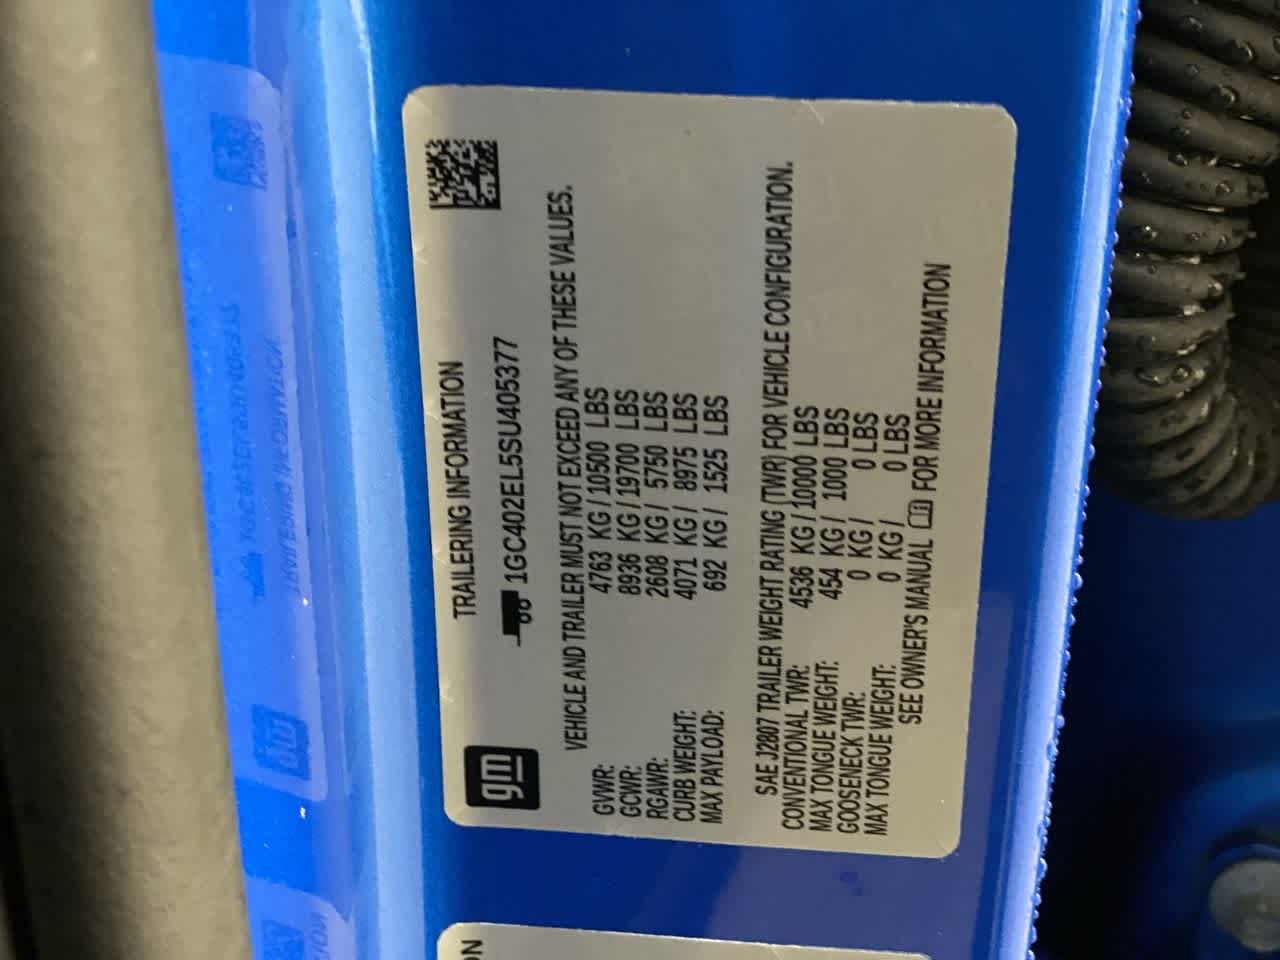 gm
TRAILERING INFORMATION
1GC402EL5SU405377
VEHICLE AND TRAILER MUST NOT EXCEED ANY OF THESE VALUES.
GVWR: 4763 KG / 10500 LBS
GCWR: 8936 KG / 19700 LBS
RGAWR: 2608 KG / 5750 LBS
CURB WEIGHT: 4071 KG / 8975 LBS
MAX PAYLOAD: 692 KG / 1525 LBS
SAE J2807 TRAILER WEIGHT RATING (TWR) FOR VEHICLE CONFIGURATION.
CONVENTIONAL TWR: 4536 KG / 10000 LBS
MAX TONGUE WEIGHT: 454 KG / 1000 LBS
GOOSENECK TWR: 0 KG / 0 LBS
MAX TONGUE WEIGHT: 0 KG / 0 LBS
SEE OWNER'S MANUAL FOR MORE INFORMATION
ON